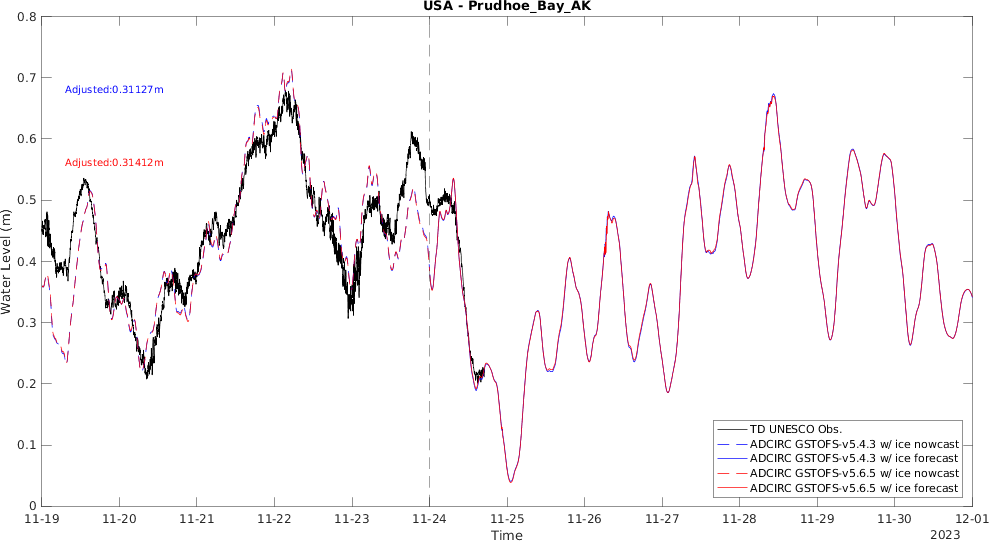 USA - Prudhoe_Bay_AK
0.8
0.7
0.6
0.5
0.4
0.3
0.2
0.1
0
Water Level (m)
Adjusted:0.31127m
Adjusted:0.31412m
TD UNESCO Obs.
ADCIRC GSTOFS-v5.4.3 w/ ice nowcast
ADCIRC GSTOFS-v5.4.3 w/ ice forecast
ADCIRC GSTOFS-v5.6.5 w/ ice nowcast
ADCIRC GSTOFS-v5.6.5 w/ ice forecast
11-19 11-20 11-21 11-22 11-23 11-24 11-25 11-26 11-27 11-28 11-29 11-30 12-01
Time
2023